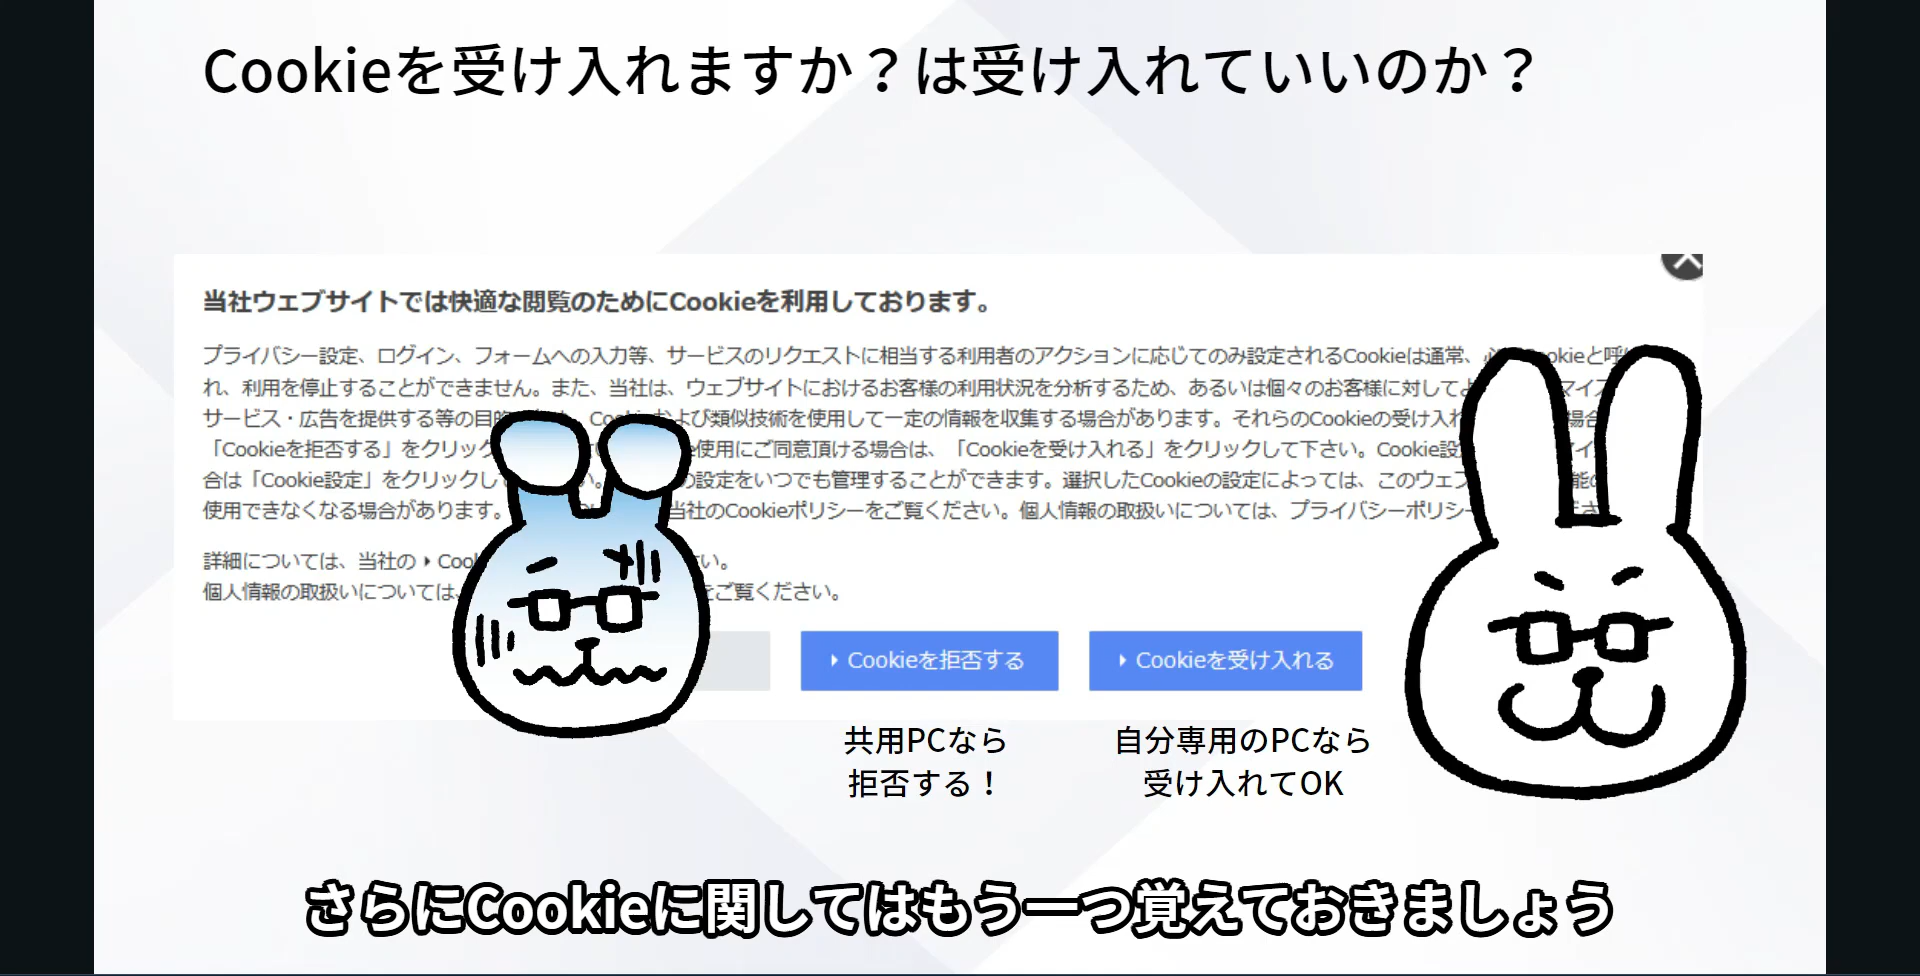 Cookieを受け入れますか？は受け入れていいのか？
当社ウェブサイトでは快適な閲覧のためにCookieを利用しております。
プライバシー設定、ログイン、フォームへの入力等、サービスのリクエストに相当する利用者のアクションに応じてのみ設定されるCookieは通常、
れ、利用を停止することができません。また、当社は、ウェブサイトにおけるお客様の利用状況を分析するため、あるいは個々のお客様に対して
サービス・広告を提供する等の目的 および類似技術を使用して一定の情報を収集する場合があります。それらのCookieの受け入れ 場合
「Cookieを拒否する」をクリック 使用にご同意頂ける場合は、「Cookieを受け入れる」をクリックして下さい。Cookie設
合は「Cookie設定」をクリックし の設定をいつでも管理することができます。選択したCookieの設定によっては、このウェブ
使用できなくなる場合があります。 当社のCookieポリシーをご覧ください。個人情報の取扱いについては、プライバシーポリシー
詳細については、当社の い。
個人情報の取扱いについては、 をご覧ください。
Cookieを拒否する Cookieを受け入れる
共用PCなら
拒否する！
自分専用のPCなら
受け入れてOK
さらにCookieに関してはもう一つ覚えておきましょう